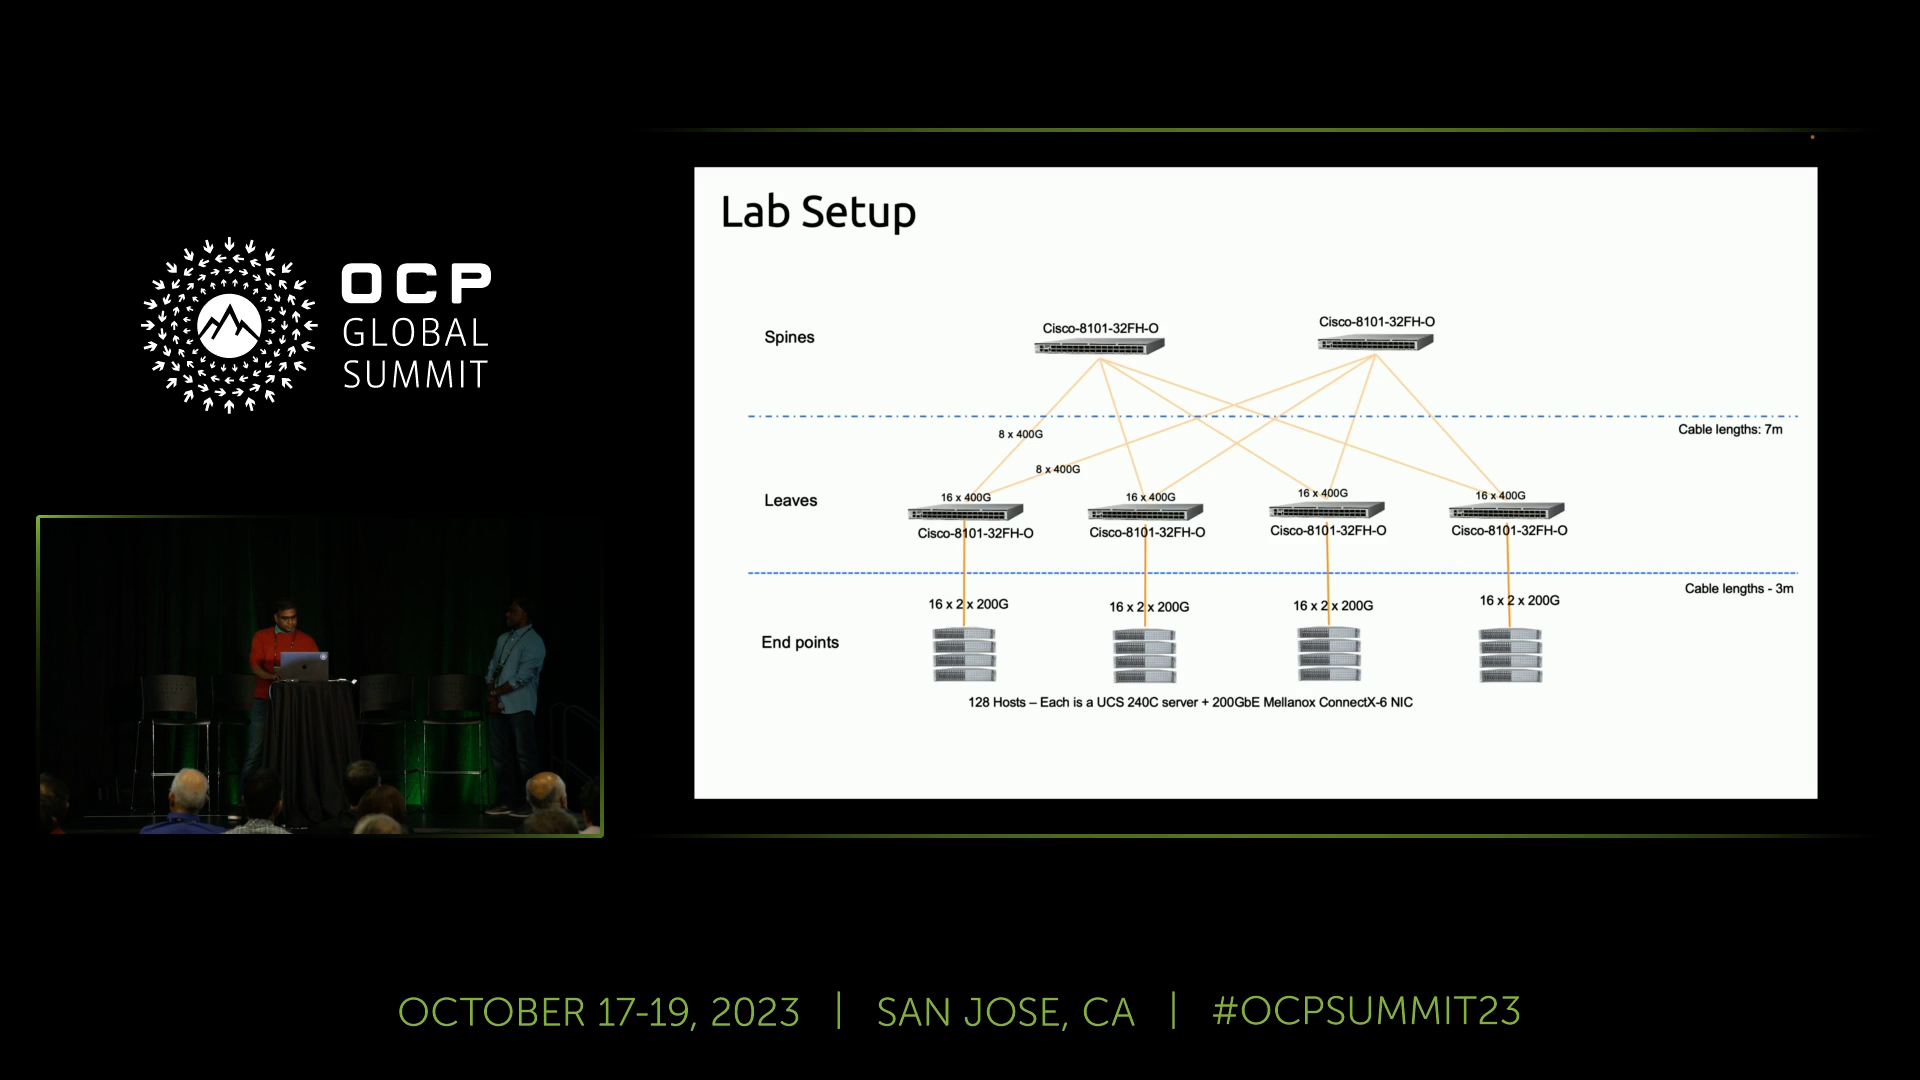 OCP
GLOBAL
SUMMIT
Lab Setup
Spines
Cisco-8101-32FH-O
Cisco-8101-32FH-O
Cable lengths: 7m
8 x 400G
8 x 400G
Leaves
16 x 400G
16 x 400G
16 x 400G
16 x 400G
Cisco-8101-32FH-O
Cisco-8101-32FH-O
Cisco-8101-32FH-O
Cisco-8101-32FH-O
Cable lengths - 3m
16 x 2 x 200G
16 x 2 x 200G
16 x 2 x 200G
16 x 2 x 200G
End points
128 Hosts – Each is a UCS 240C server + 200GbE Mellanox ConnectX-6 NIC
OCTOBER 17-19, 2023 | SAN JOSE, CA | #OCPSUMMIT23